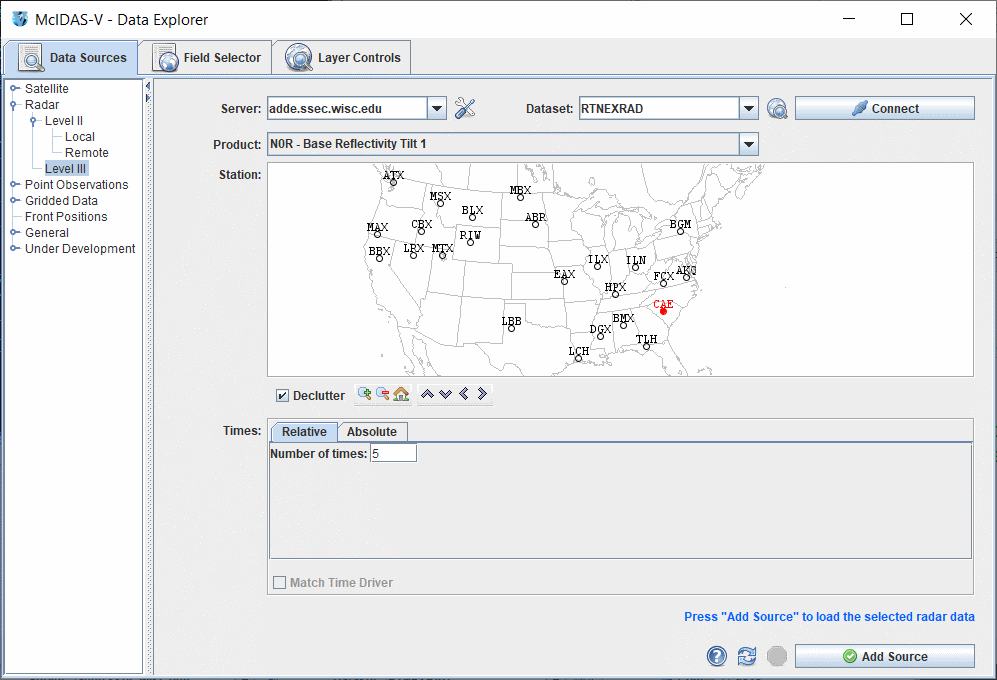 McIDAS-V - Data Explorer
Data Sources
Field Selector
Layer Controls
Satellite
Radar
Level II
Local
Remote
Level III
Point Observations
Gridded Data
Front Positions
General
Under Development
Server: adde.ssec.wisc.edu Dataset: RTNEXRAD Connect
Product: N0R - Base Reflectivity Tilt 1
Station:
ATX
MSX
MBX
BLX
ABR
MAX
CBX
RIW
BGM
BBX
LRX
MTX
ILX
ILN
EAX
FCX
AKQ
HPX
CAE
LBB
BMX
DGX
TLH
LCH
Declutter
Times: Relative Absolute
Number of times: 5
Match Time Driver
Press "Add Source" to load the selected radar data
Add Source